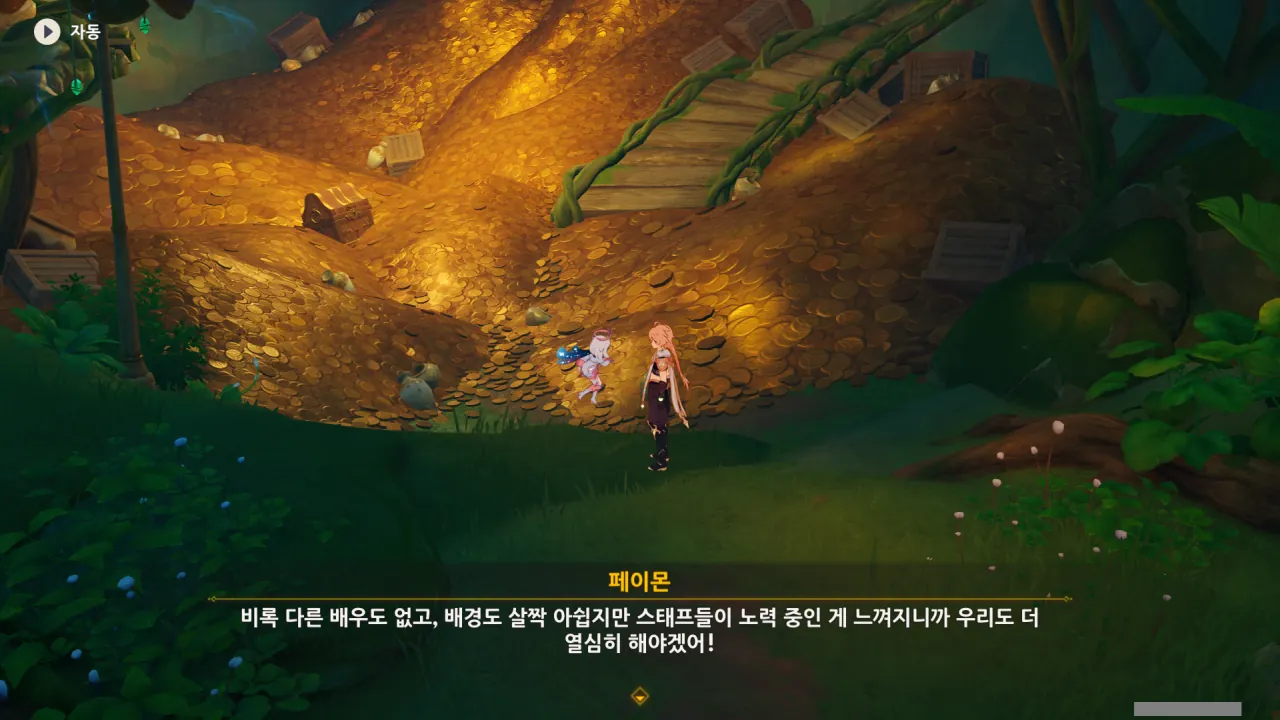 자동
페이몬
비록 다른 배우도 없고, 배경도 살짝 아쉽지만 스태프들이 노력 중인 게 느껴지니까 우리도 더
열심히 해야겠어!